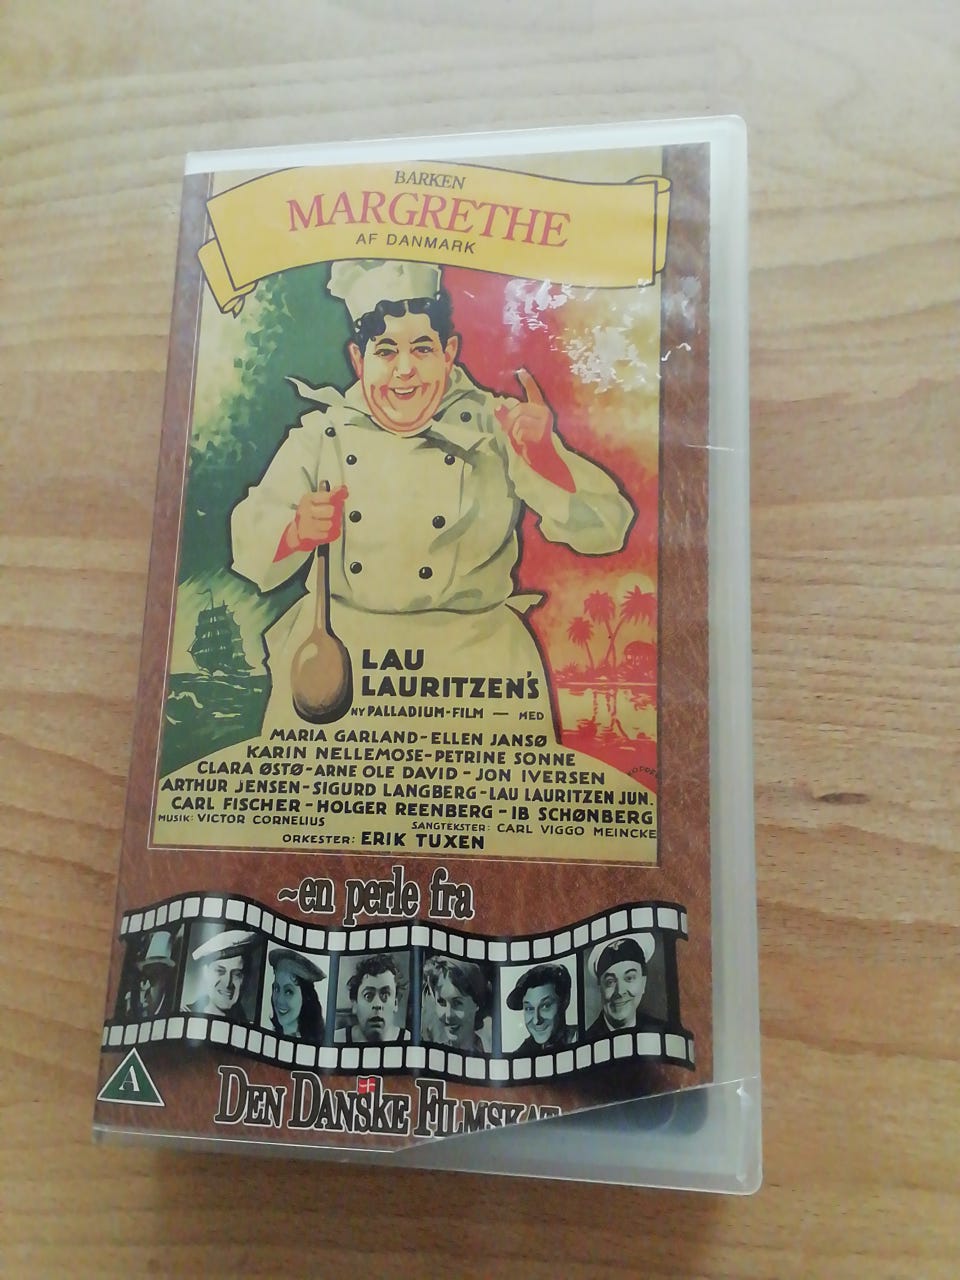 BARKEN
MARGRETHE
AF DANMARK
LAU
LAURITZEN'S
NY PALLADIUM-FILM — MED
MARIA GARLAND-ELLEN JANSØ
KARIN NELLEMOSE-PETRINE SONNE
CLARA ØSTØ-ARNE OLE DAVID-JON IVERSEN
ARTHUR JENSEN-SIGURD LANGBERG-LAU LAURITZEN JUN.
CARL FISCHER-HOLGER REENBERG-IB SCHØNBERG
MUSIK: VICTOR CORNELIUS SANGTEKSTER: CARL VIGGO MEINCKE
ORKESTER: ERIK TUXEN
~en perle fra
A
DEN DANSKE